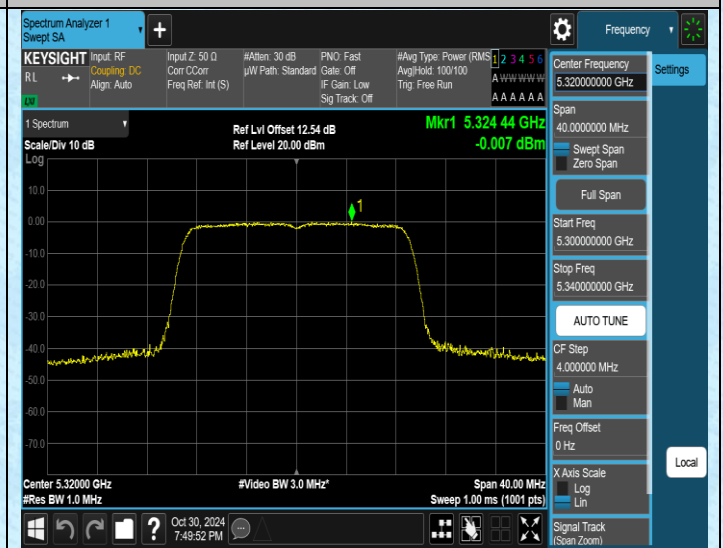 Spectrum Analyzer 1
Swept SA
Frequency
KEYSIGHT
RL
Input: RF
Coupling: DC
Align: Auto
Input Z: 50 Ω
Corr CCorr
Freq Ref: Int (S)
#Atten: 30 dB
µW Path: Standard
PNO: Fast
Gate: Off
IF Gain: Low
Sig Track: Off
#Avg Type: Power (RMS
Avg|Hold: 100/100
Trig: Free Run
1 2 3 4 5 6
A W W W W W
A A A A A A
Center Frequency
5.320000000 GHz
Settings
Span
40.0000000 MHz
Swept Span
Zero Span
Full Span
Start Freq
5.300000000 GHz
Stop Freq
5.340000000 GHz
AUTO TUNE
CF Step
4.000000 MHz
Auto
Man
Freq Offset
0 Hz
X Axis Scale
Log
Lin
Local
Signal Track
(Span Zoom)
1 Spectrum
Scale/Div 10 dB
Log
Ref Lvl Offset 12.54 dB
Ref Level 20.00 dBm
Mkr1 5.324 44 GHz
-0.007 dBm
1
10.0
0.00
-10.0
-20.0
-30.0
-40.0
-50.0
-60.0
-70.0
Center 5.32000 GHz
#Res BW 1.0 MHz
#Video BW 3.0 MHz*
Span 40.00 MHz
Sweep 1.00 ms (1001 pts)
?
Oct 30, 2024
7:49:52 PM